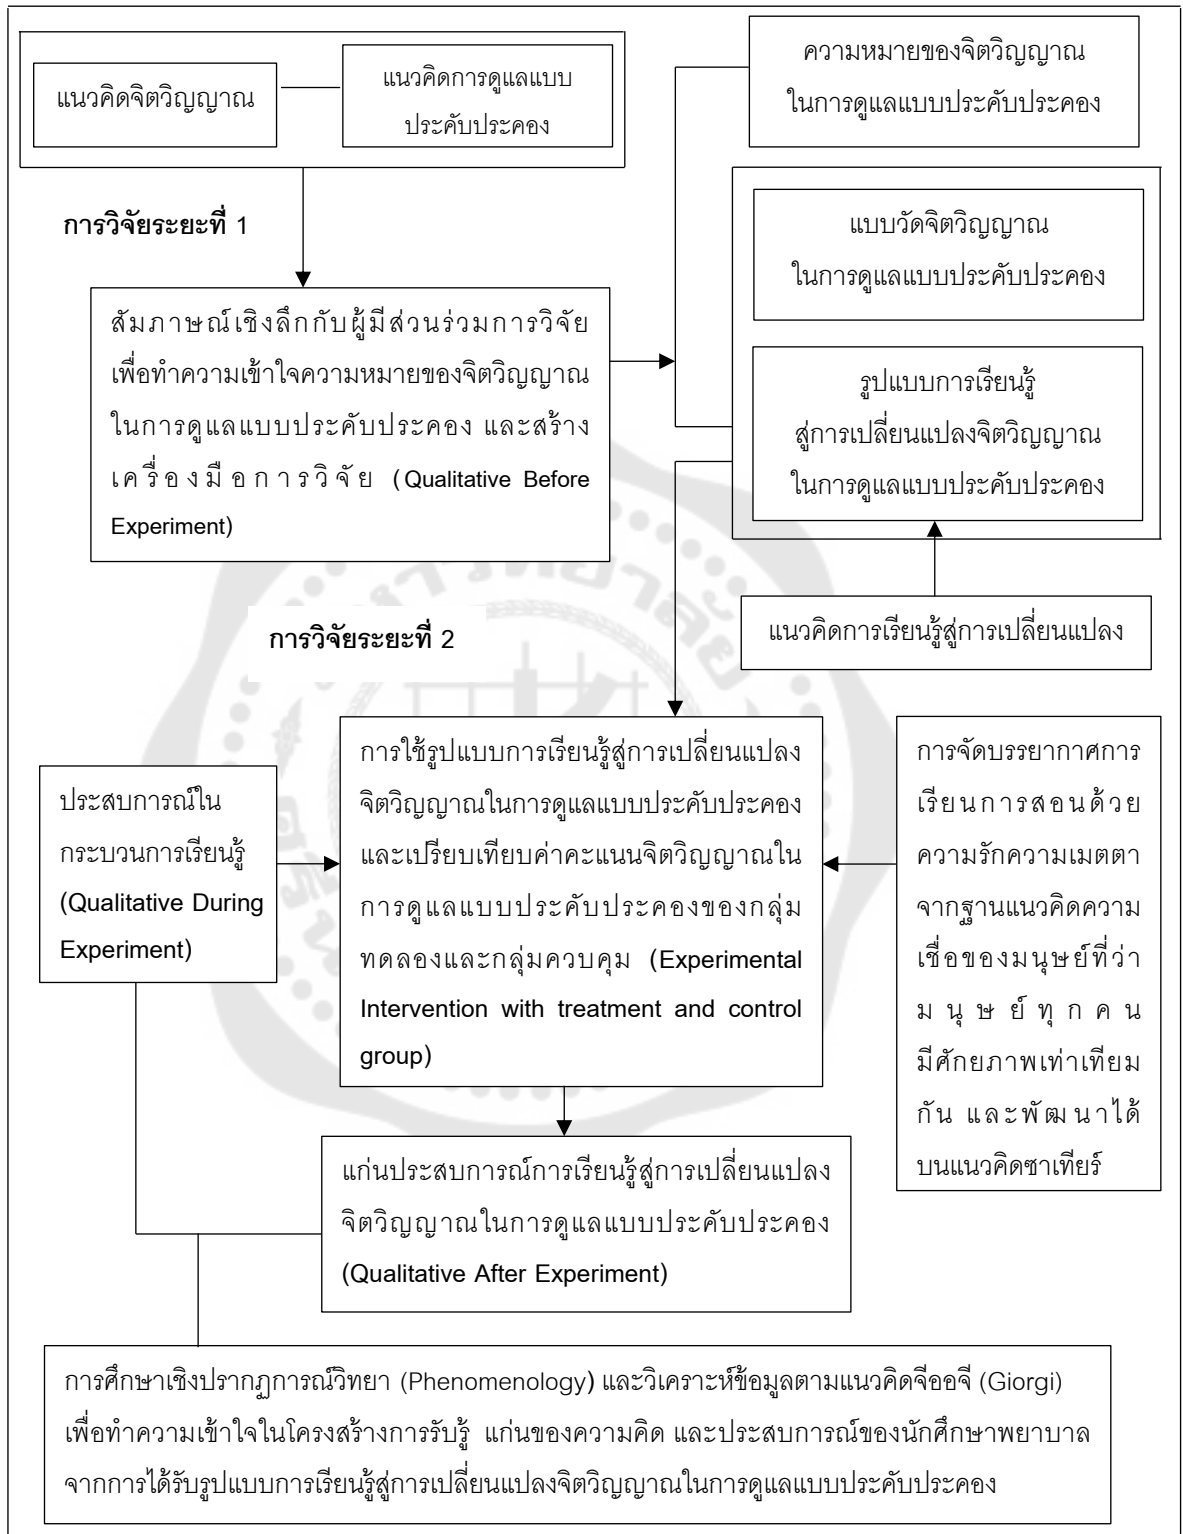 แนวคิดจิตวิญญาณ
แนวคิดการดูแลแบบ
ประคับประคอง
ความหมายของจิตวิญญาณ
ในการดูแลแบบประคับประคอง
การวิจัยระยะที่ 1
แบบวัดจิตวิญญาณ
ในการดูแลแบบประคับประคอง
สัมภาษณ์เชิงลึกกับผู้มีส่วนร่วมการวิจัย
เพื่อทำความเข้าใจความหมายของจิตวิญญาณ
ในการดูแลแบบประคับประคอง และสร้าง
เครื่องมือการวิจัย (Qualitative Before
Experiment)
รูปแบบการเรียนรู้
สู่การเปลี่ยนแปลงจิตวิญญาณ
ในการดูแลแบบประคับประคอง
แนวคิดการเรียนรู้สู่การเปลี่ยนแปลง
การวิจัยระยะที่ 2
ประสบการณ์ใน
กระบวนการเรียนรู้
(Qualitative During
Experiment)
การใช้รูปแบบการเรียนรู้สู่การเปลี่ยนแปลง
จิตวิญญาณในการดูแลแบบประคับประคอง
และเปรียบเทียบค่าคะแนนจิตวิญญาณใน
การดูแลแบบประคับประคองของกลุ่ม
ทดลองและกลุ่มควบคุม (Experimental
Intervention with treatment and control
group)
การจัดบรรยากาศการ
เรียนการสอนด้วย
ความรักความเมตตา
จากฐานแนวคิดความ
เชื่อของมนุษย์ที่ว่า
มนุษย์ทุกคน
มีศักยภาพเท่าเทียม
กัน และพัฒนาได้
บนแนวคิดซาเทียร์
แก่นประสบการณ์การเรียนรู้สู่การเปลี่ยนแปลง
จิตวิญญาณในการดูแลแบบประคับประคอง
(Qualitative After Experiment)
การศึกษาเชิงปรากฏการณ์วิทยา (Phenomenology) และวิเคราะห์ข้อมูลตามแนวคิดจีออจี (Giorgi)
เพื่อทำความเข้าใจในโครงสร้างการรับรู้ แก่นของความคิด และประสบการณ์ของนักศึกษาพยาบาล
จากการได้รับรูปแบบการเรียนรู้สู่การเปลี่ยนแปลงจิตวิญญาณในการดูแลแบบประคับประคอง